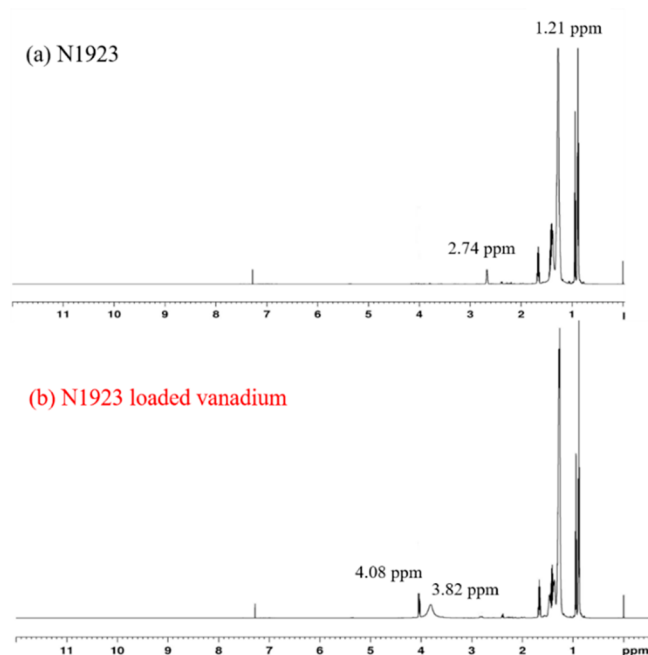 1.21 ppm
(a) N1923
2.74 ppm
11 10 9 8 7 6 5 4 3 2 1
(b) N1923 loaded vanadium
4.08 ppm
3.82 ppm
11 10 9 8 7 6 5 4 3 2 1 ppm